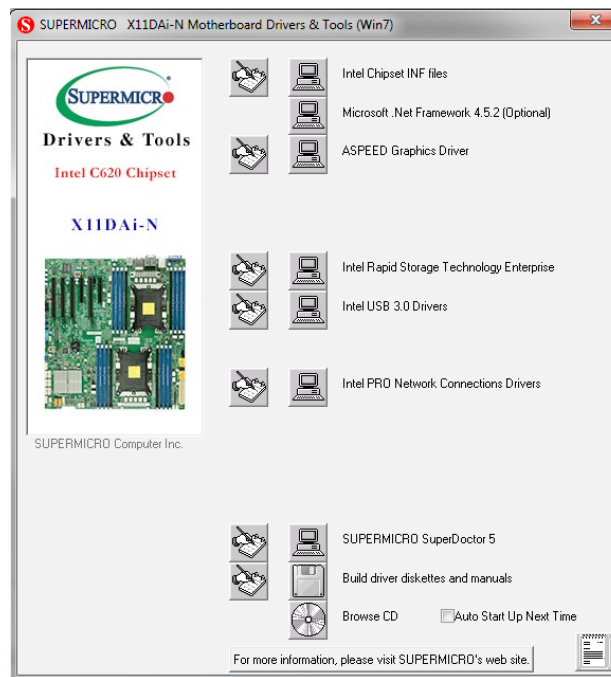 SUPERMICRO X11DAi-N Motherboard Drivers & Tools (Win7)
SUPERMICR
Drivers & Tools
Intel C620 Chipset
X11DAi-N
SUPERMICRO Computer Inc.
Intel Chipset INF files
Microsoft .Net Framework 4.5.2 (Optional)
ASPEED Graphics Driver
Intel Rapid Storage Technology Enterprise
Intel USB 3.0 Drivers
Intel PRO Network Connections Drivers
SUPERMICRO SuperDoctor 5
Build driver diskettes and manuals
Browse CD
Auto Start Up Next Time
For more information, please visit SUPERMICRO's web site.